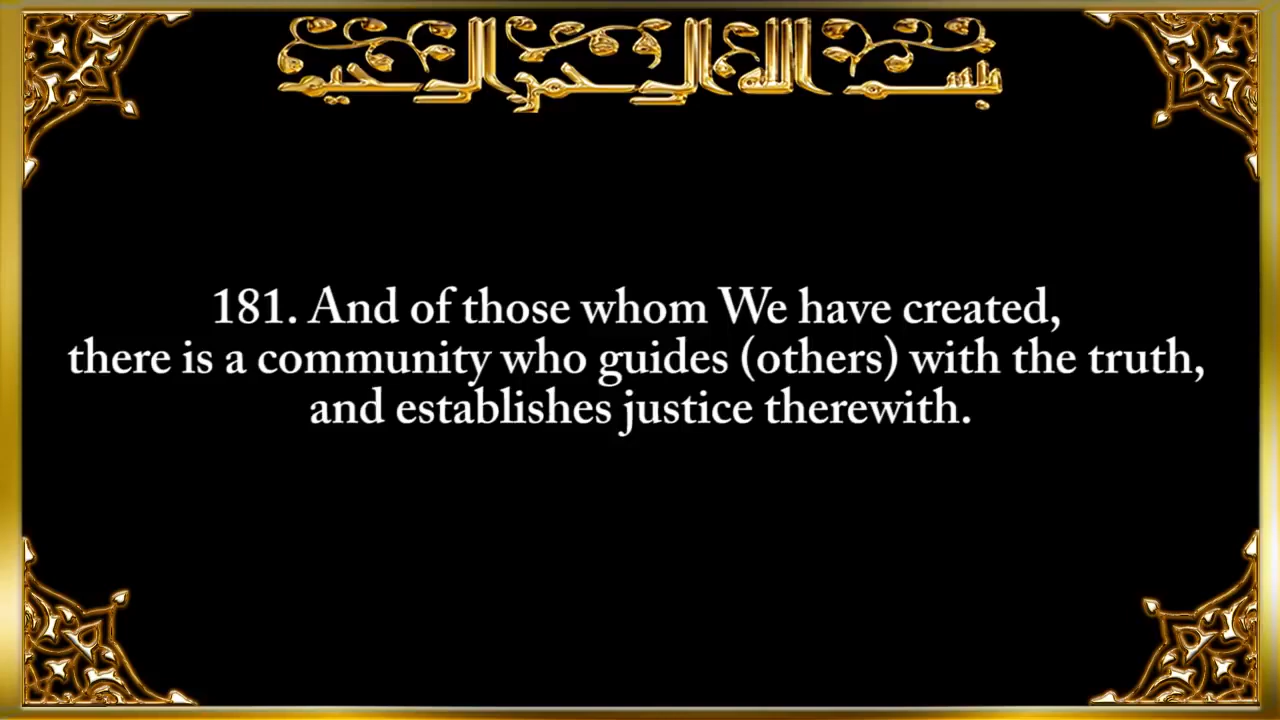 بسم الله الرحمن الرحيم
181. And of those whom We have created,
there is a community who guides (others) with the truth,
and establishes justice therewith.